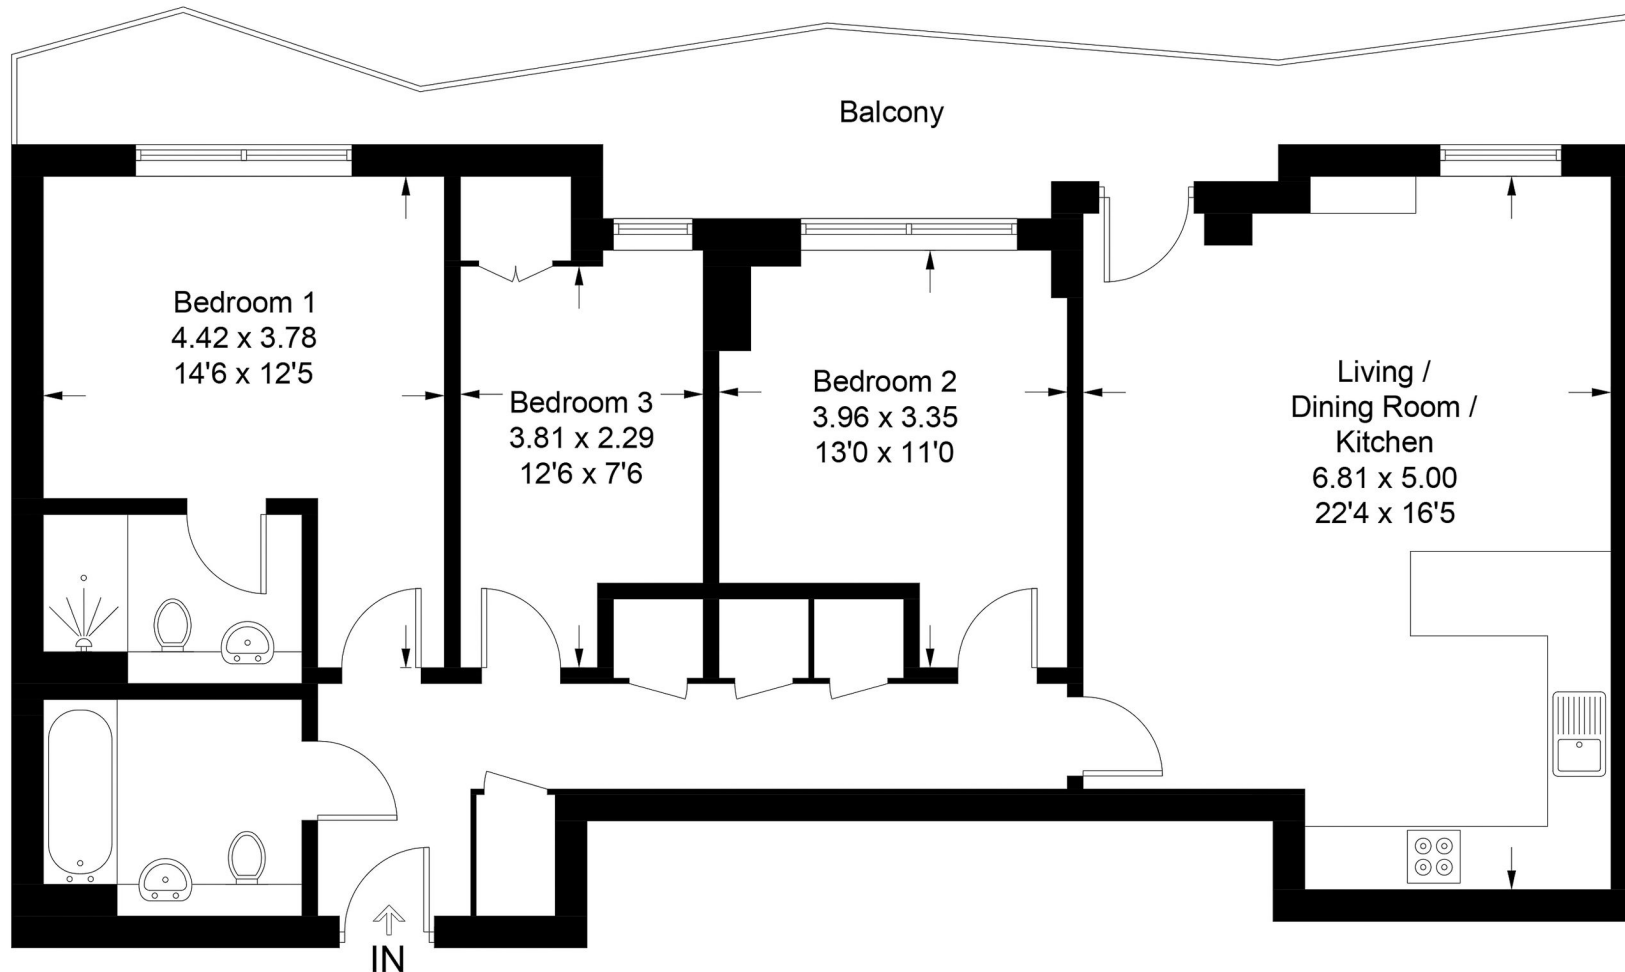 Balcony
Bedroom 1
4.42 x 3.78
14'6 x 12'5
Bedroom 3
3.81 x 2.29
12'6 x 7'6
Bedroom 2
3.96 x 3.35
13'0 x 11'0
Living /
Dining Room /
Kitchen
6.81 x 5.00
22'4 x 16'5
IN